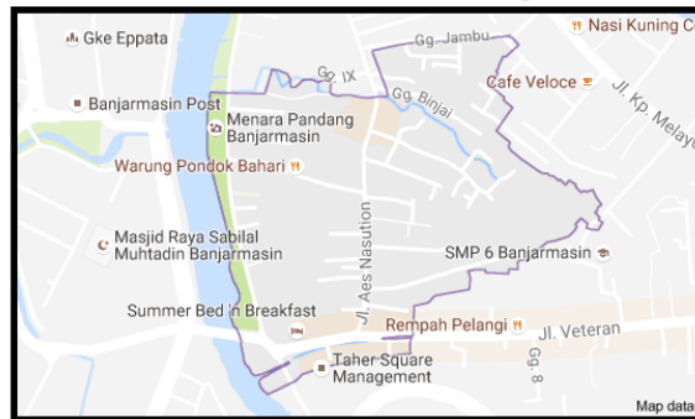 Gke Eppata
Gg. Jambu
Nasi Kuning
Gg. IX
Cafe Veloce
Gg. Binjai
Banjarmasin Post
Menara Pandang
Banjarmasin
Jl. Kp. Melayu
Warung Pondok Bahari
Jl. Aes Nasution
Masjid Raya Sabilal
Muhtadin Banjarmasin
SMP 6 Banjarmasin
Summer Bed 'n Breakfast
Rempah Pelangi
Jl. Veteran
Taher Square
Management
Gg. 8
Map data